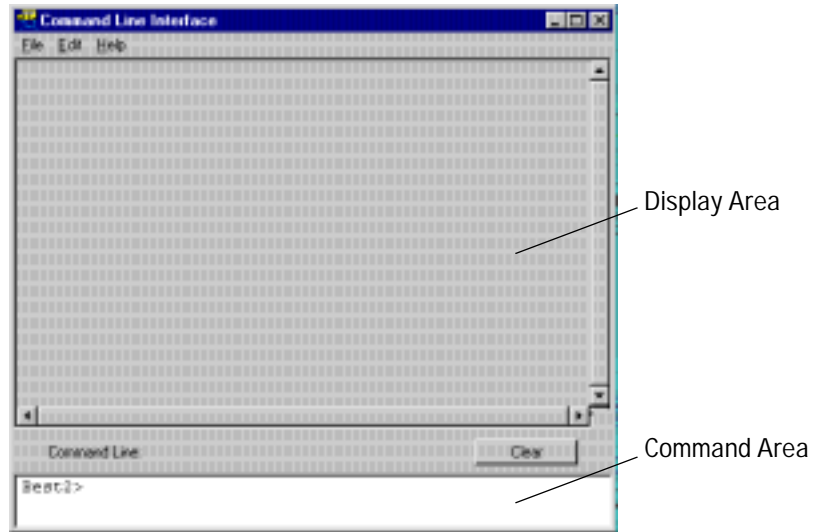 Command Line Interface
File Edit Help
Display Area
Command Line:
Clear
Command Area
Best2>